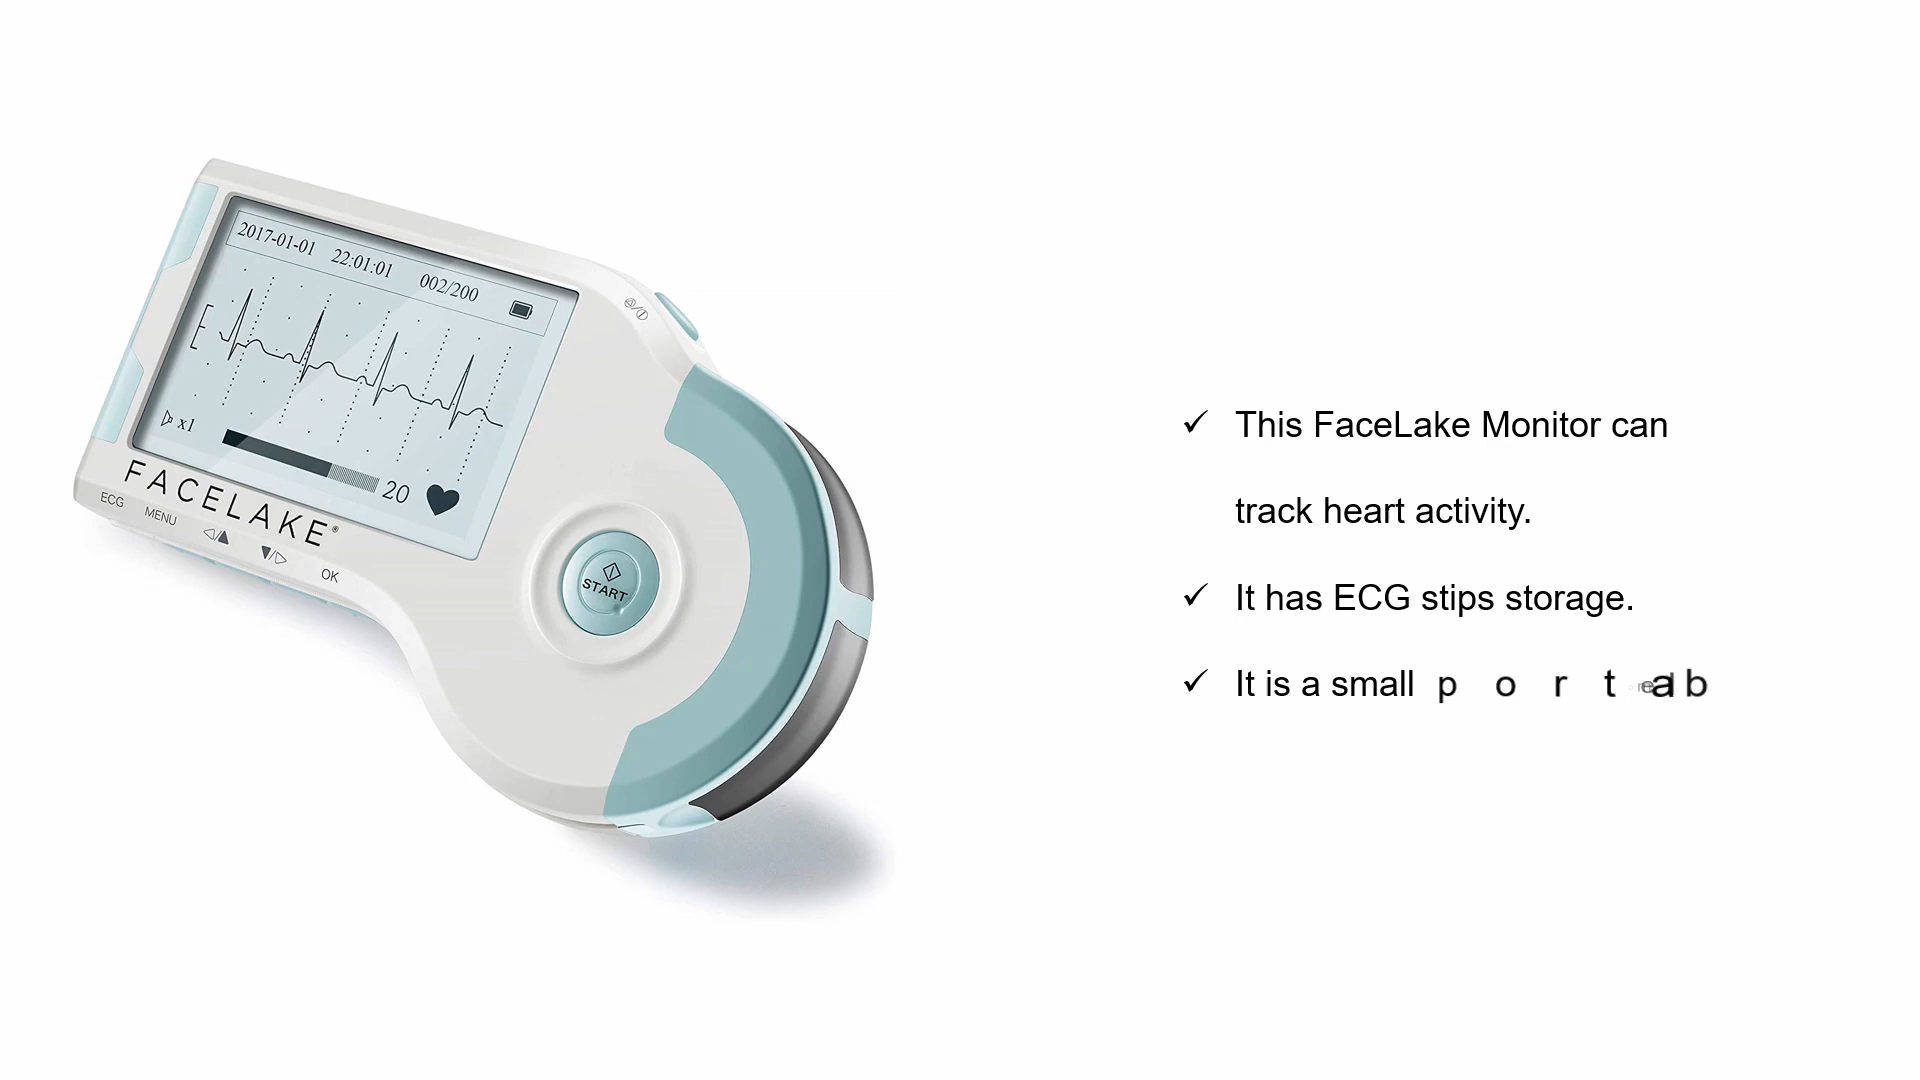 2017-01-01 22:01:01 002/200
x1
20
FACELAKE®
ECG MENU OK
START
✓ This FaceLake Monitor can
track heart activity.
✓ It has ECG stips storage.
✓ It is a small